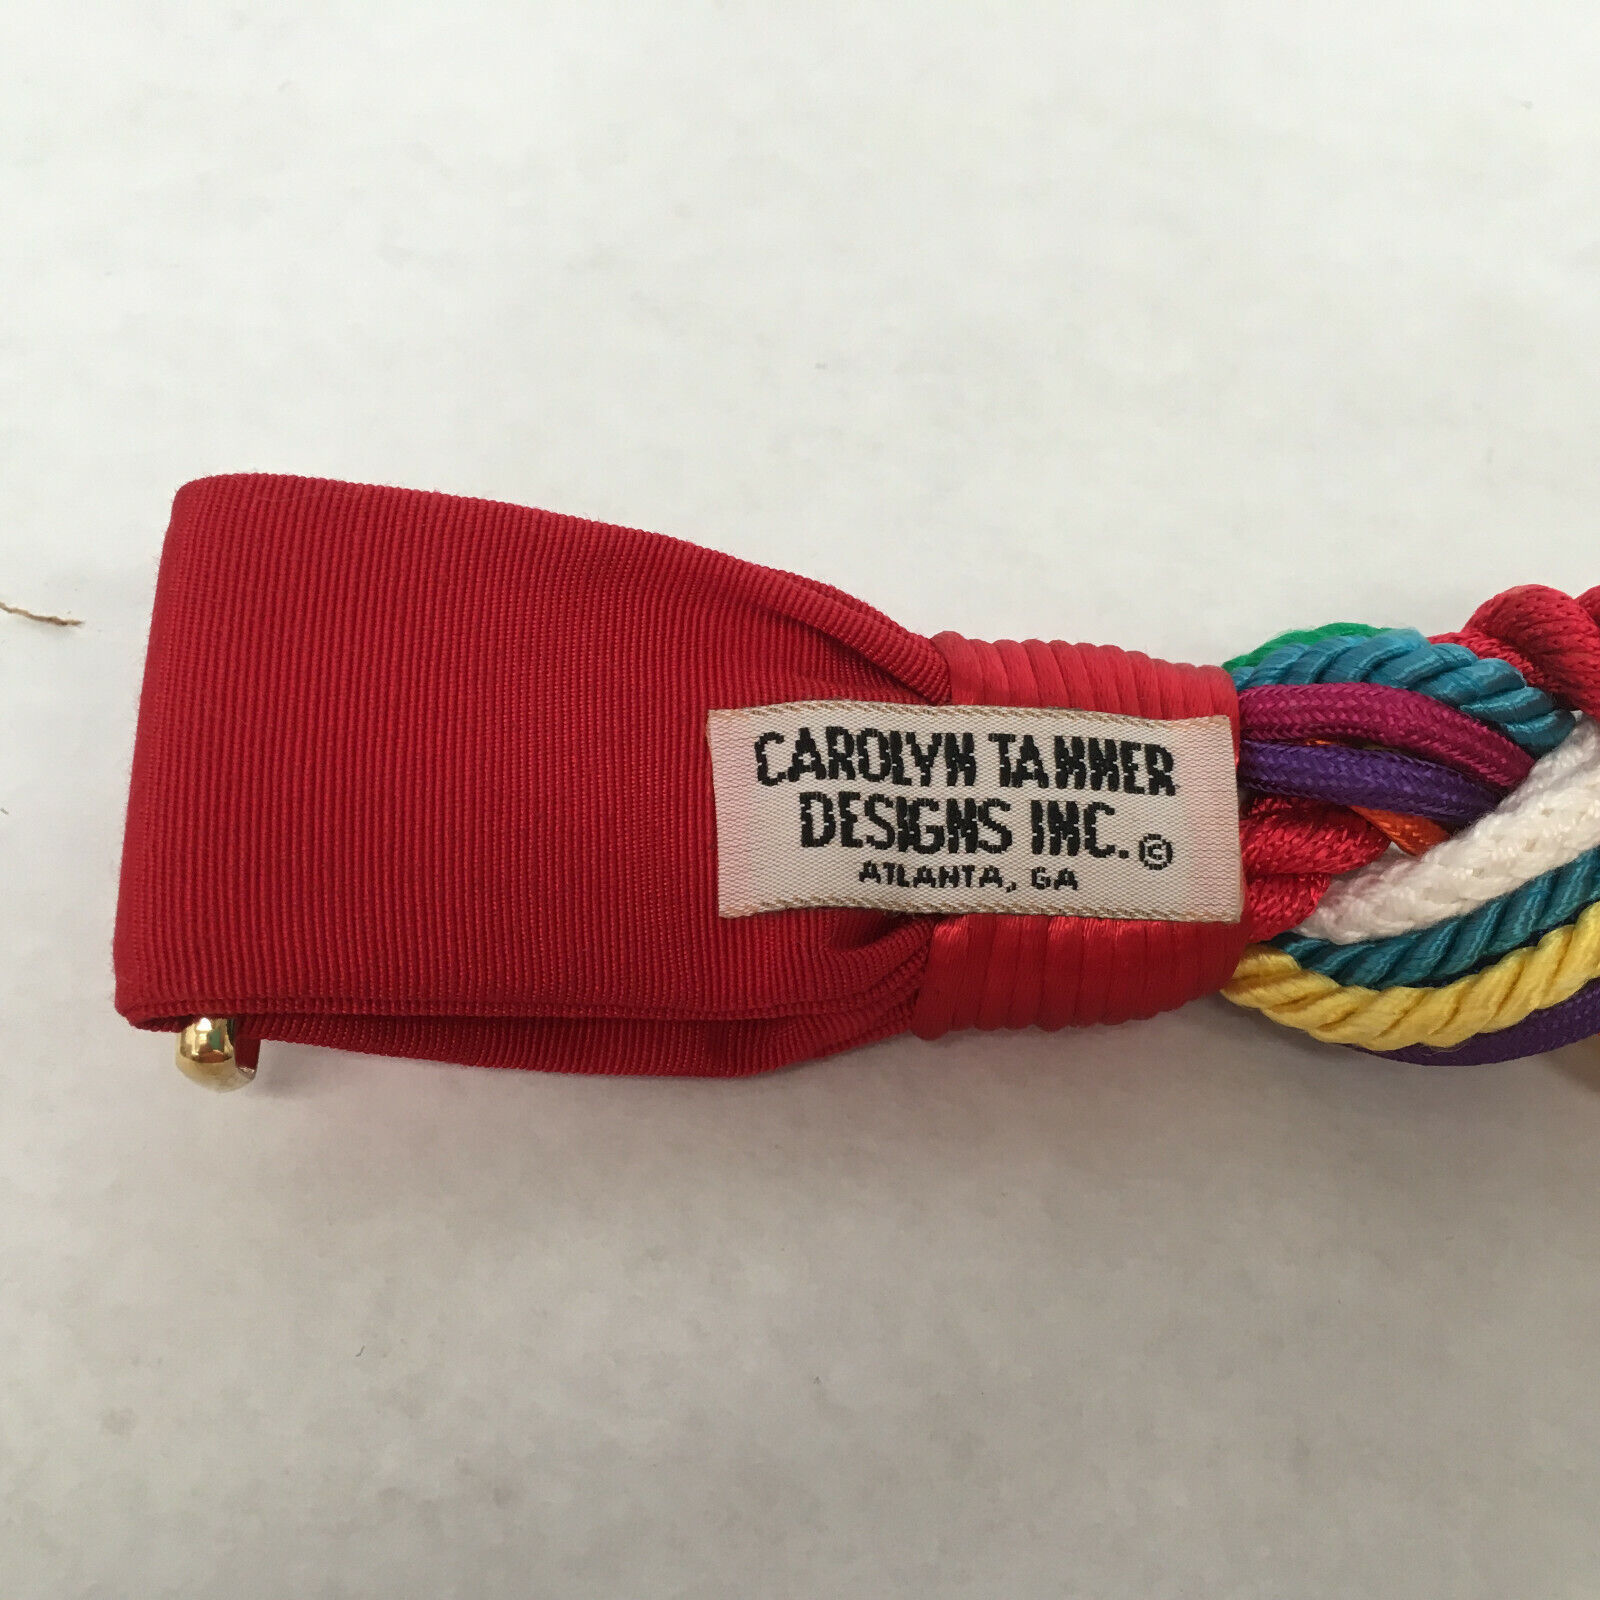 CAROLYN TANNER
DESIGNS INC. ©
ATLANTA, GA